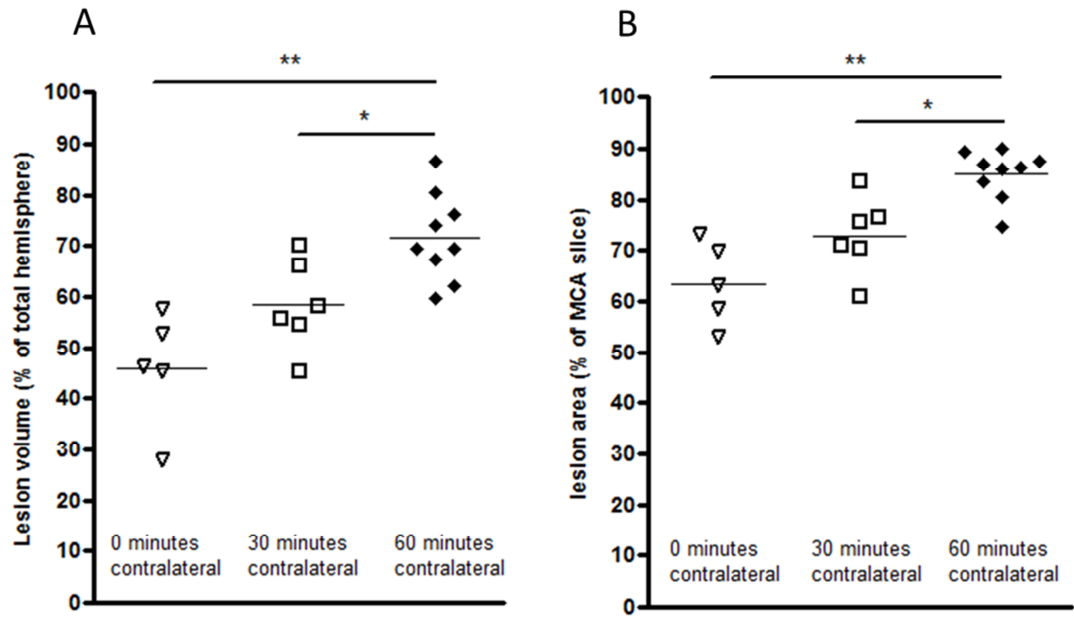 A
**
*
Lesion volume (% of total hemisphere)
100
90
80
70
60
50
40
30
20
10
0
0 minutes
contralateral
30 minutes
contralateral
60 minutes
contralateral
B
**
*
lesion area (% of MCA slice)
100
90
80
70
60
50
40
30
20
10
0
0 minutes
contralateral
30 minutes
contralateral
60 minutes
contralateral